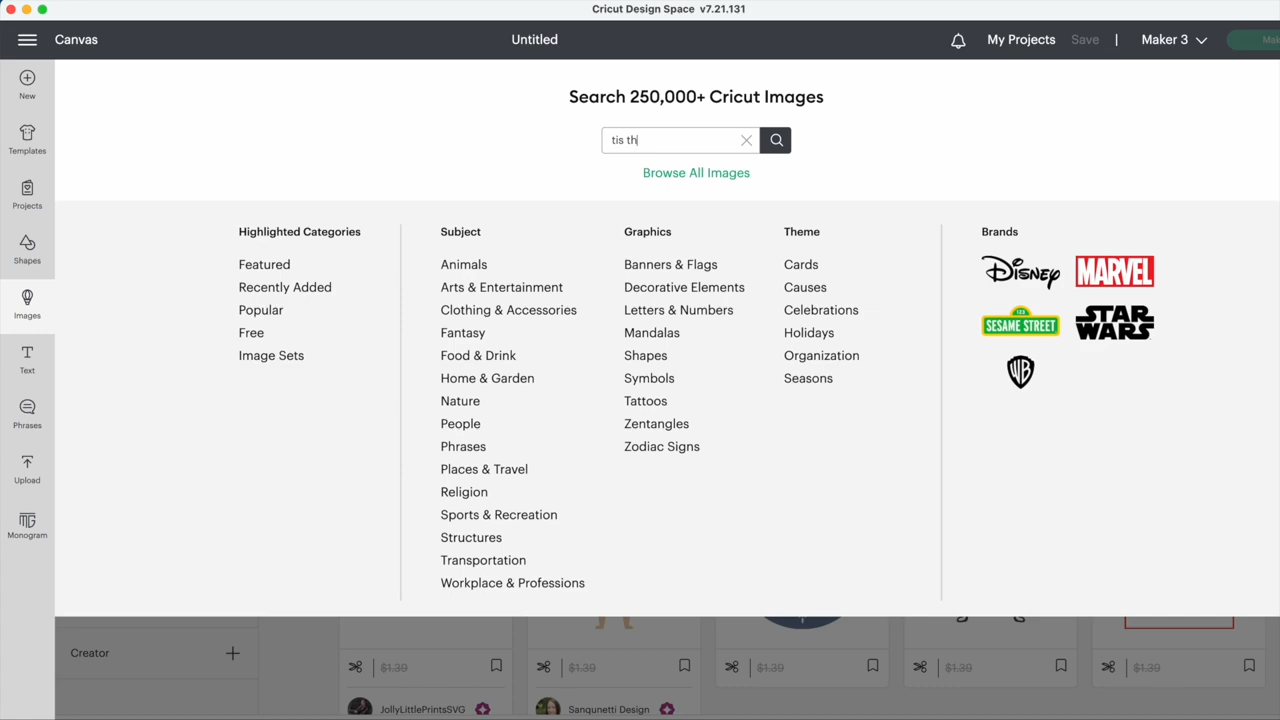 Cricut Design Space v7.21.131
Canvas
Untitled
My Projects
Save
|
Maker 3
Mak
New
Templates
Projects
Shapes
Images
Text
Phrases
Upload
Monogram
Search 250,000+ Cricut Images
tis th
Browse All Images
Highlighted Categories
Featured
Recently Added
Popular
Free
Image Sets
Subject
Animals
Arts & Entertainment
Clothing & Accessories
Fantasy
Food & Drink
Home & Garden
Nature
People
Phrases
Places & Travel
Religion
Sports & Recreation
Structures
Transportation
Workplace & Professions
Graphics
Banners & Flags
Decorative Elements
Letters & Numbers
Mandalas
Shapes
Symbols
Tattoos
Zentangles
Zodiac Signs
Theme
Cards
Causes
Celebrations
Holidays
Organization
Seasons
Brands
Disney
MARVEL
123
SESAME STREET
STAR
WARS
WB
Creator
$1.39
$1.39
$1.39
$1.39
$1.39
JollyLittlePrintsSVG
Sanqunetti Design